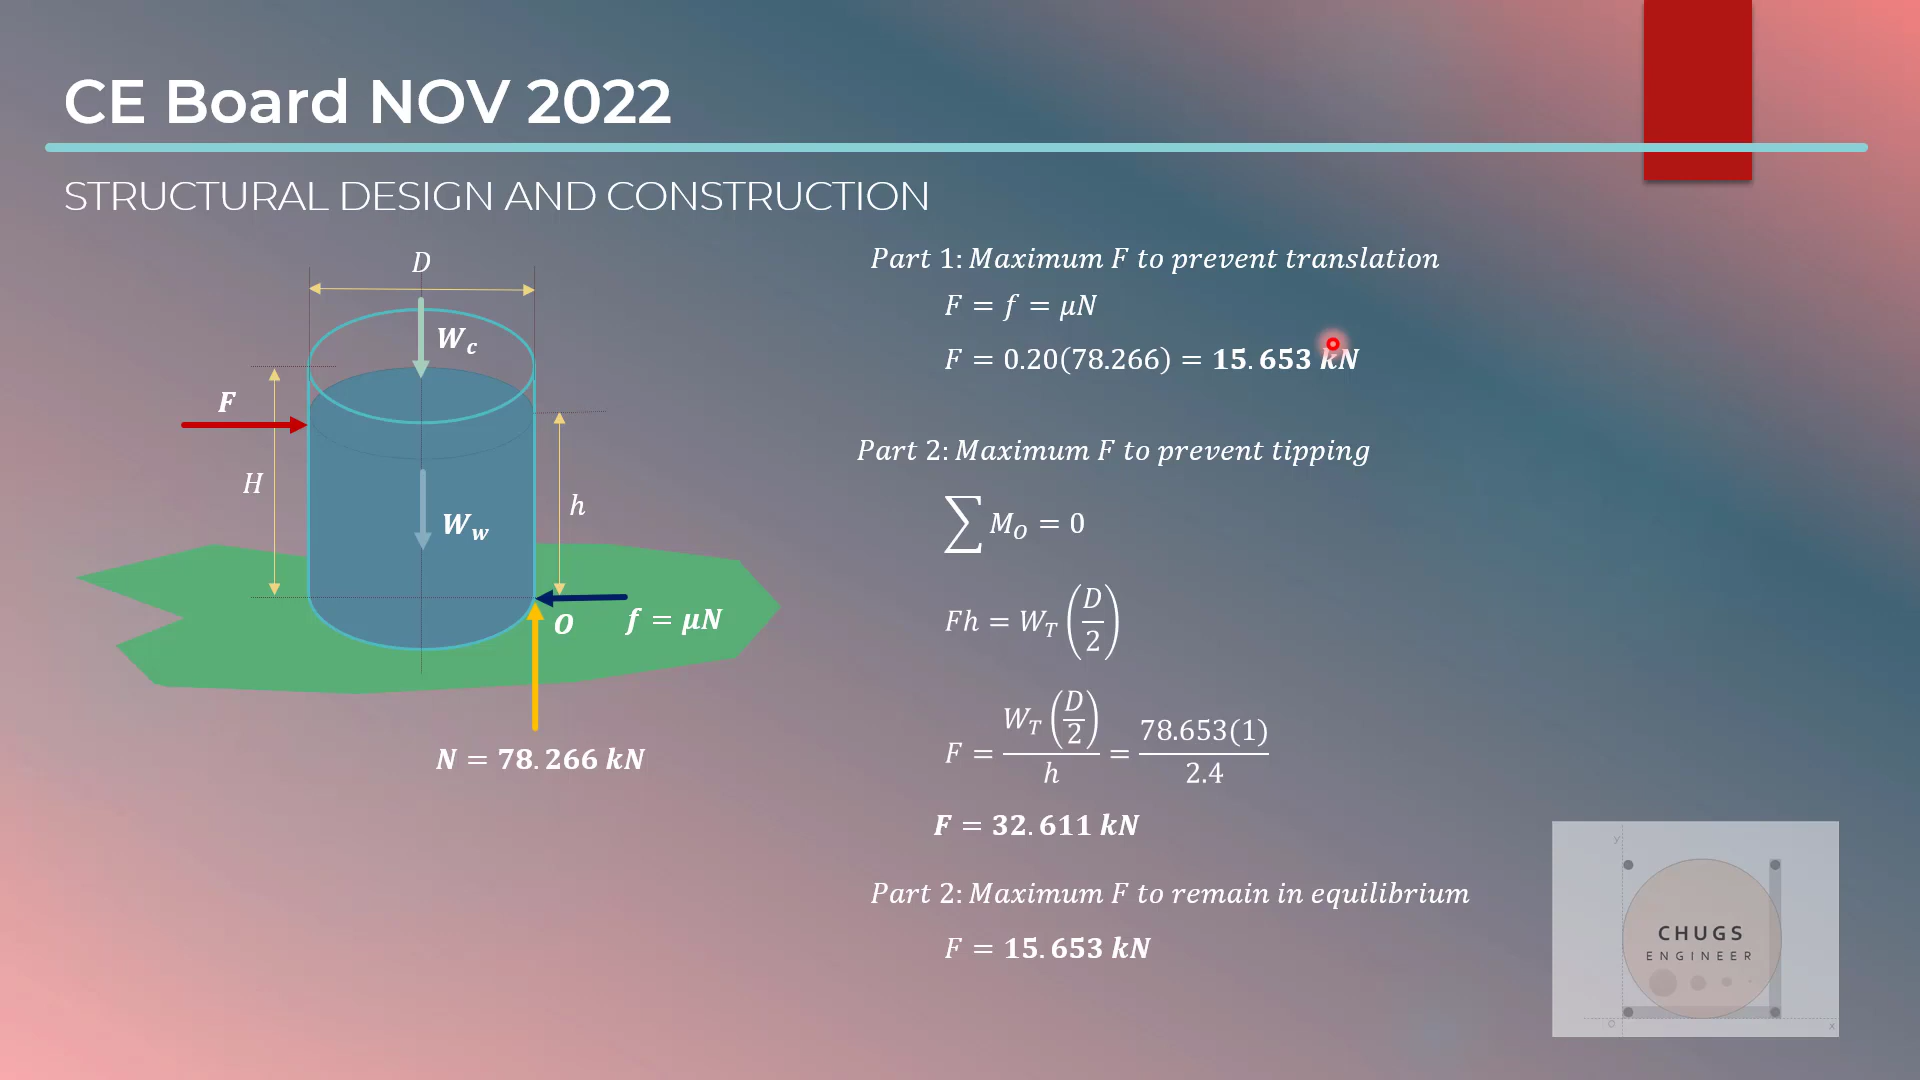 CE Board NOV 2022
STRUCTURAL DESIGN AND CONSTRUCTION
D
W_c
F
H
h
W_w
O
f = μN
N = 78.266 kN
Part 1: Maximum F to prevent translation
F = f = μN
F = 0.20(78.266) = 15.653 kN
Part 2: Maximum F to prevent tipping
∑ M_O = 0
Fh = W_T (D/2)
F = W_T (D/2) / h = 78.653(1) / 2.4
F = 32.611 kN
Part 2: Maximum F to remain in equilibrium
F = 15.653 kN
y
CHUGS
ENGINEER
O
x